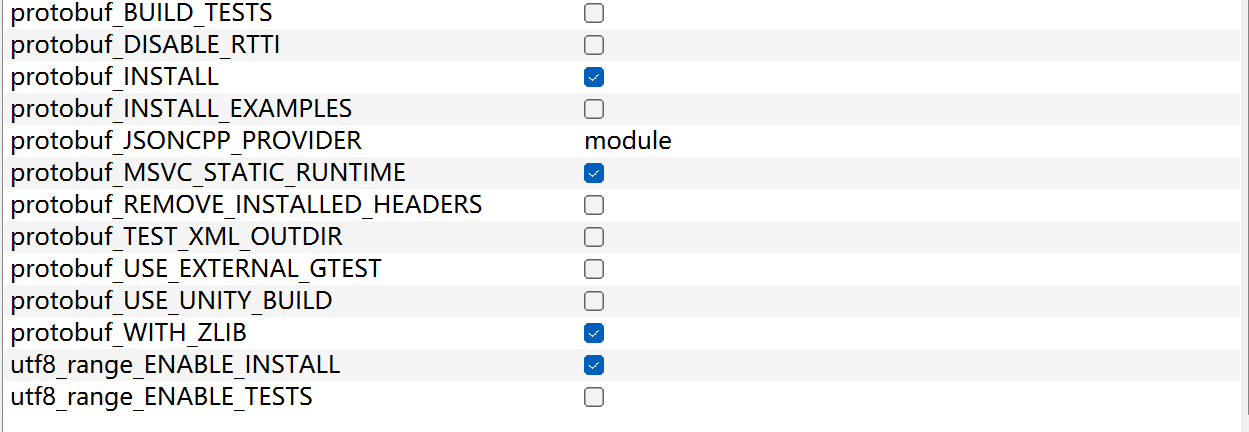 protobuf_BUILD_TESTS
protobuf_DISABLE_RTTI
protobuf_INSTALL
protobuf_INSTALL_EXAMPLES
protobuf_JSONCPP_PROVIDER module
protobuf_MSVC_STATIC_RUNTIME
protobuf_REMOVE_INSTALLED_HEADERS
protobuf_TEST_XML_OUTDIR
protobuf_USE_EXTERNAL_GTEST
protobuf_USE_UNITY_BUILD
protobuf_WITH_ZLIB
utf8_range_ENABLE_INSTALL
utf8_range_ENABLE_TESTS